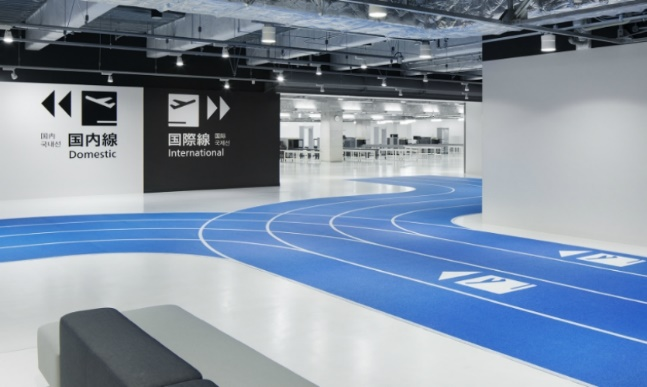 国内 国内線
국내선
Domestic
国際線 国际
국제선
International